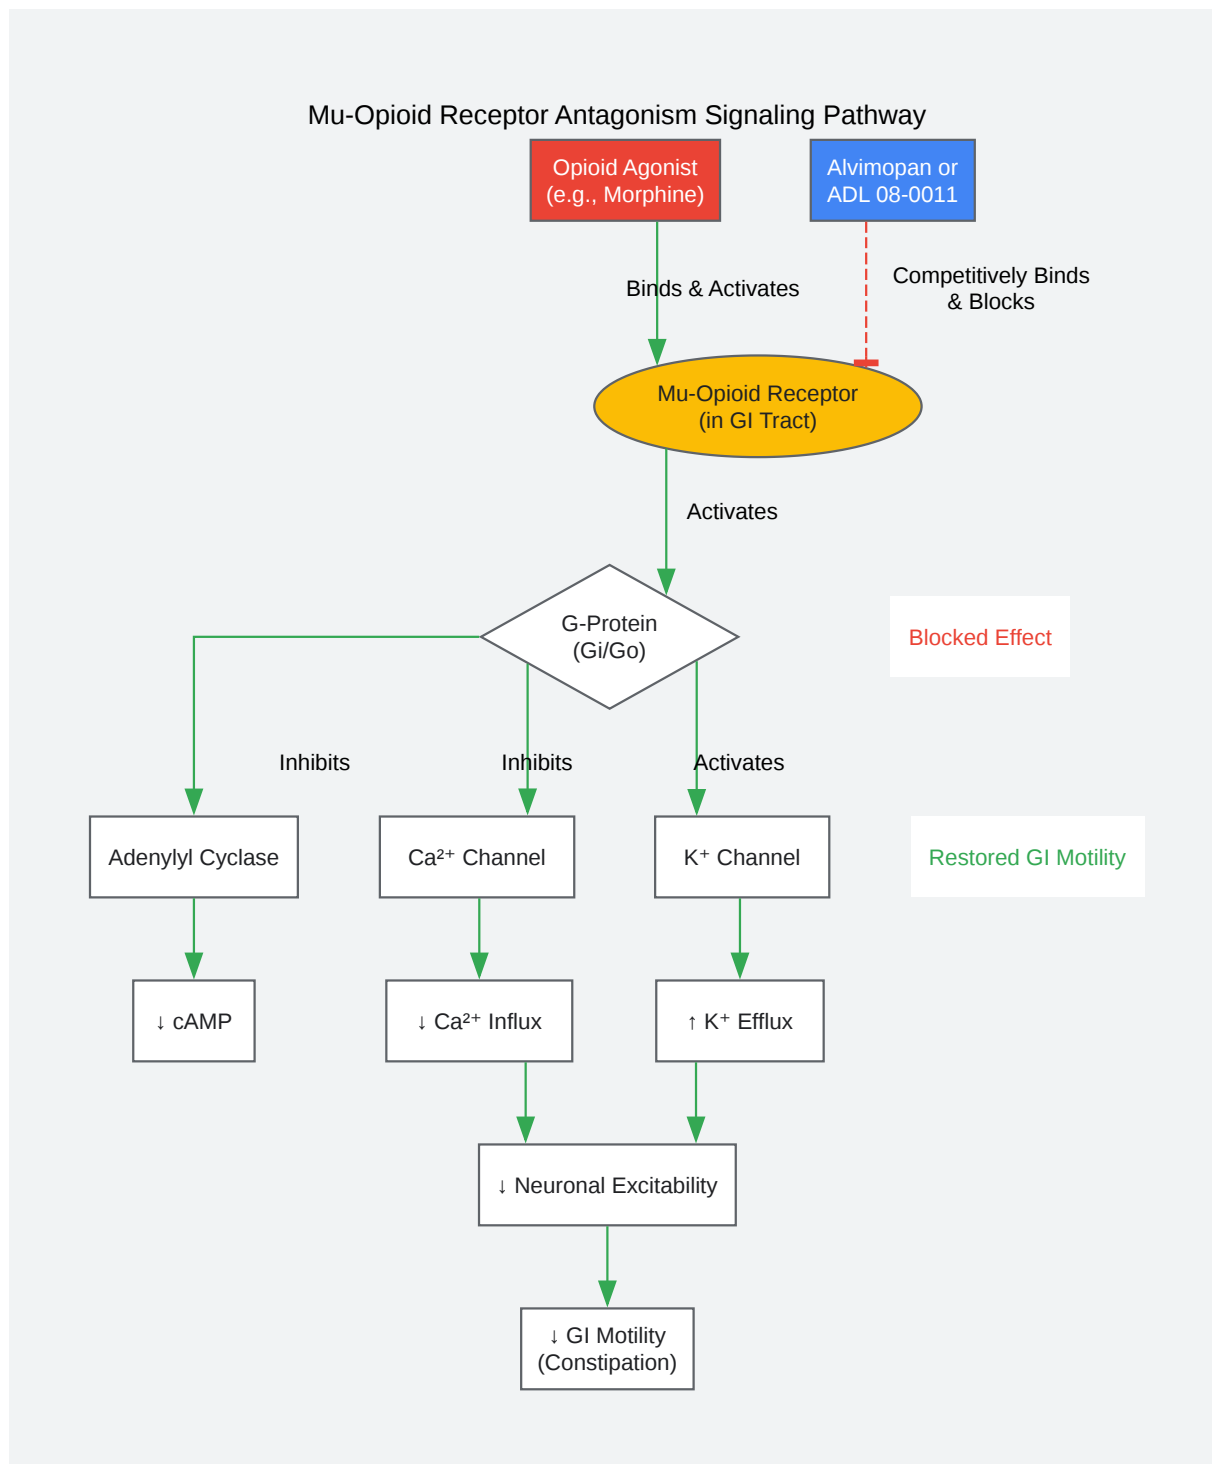 Mu-Opioid Receptor Antagonism Signaling Pathway
Opioid Agonist
(e.g., Morphine)
Alvimopan or
ADL 08-0011
Binds & Activates
Competitively Binds
& Blocks
Mu-Opioid Receptor
(in GI Tract)
Activates
G-Protein
(Gi/Go)
Blocked Effect
Inhibits
Inhibits
Activates
Adenylyl Cyclase
Ca²⁺ Channel
K⁺ Channel
Restored GI Motility
↓ cAMP
↓ Ca²⁺ Influx
↑ K⁺ Efflux
↓ Neuronal Excitability
↓ GI Motility
(Constipation)